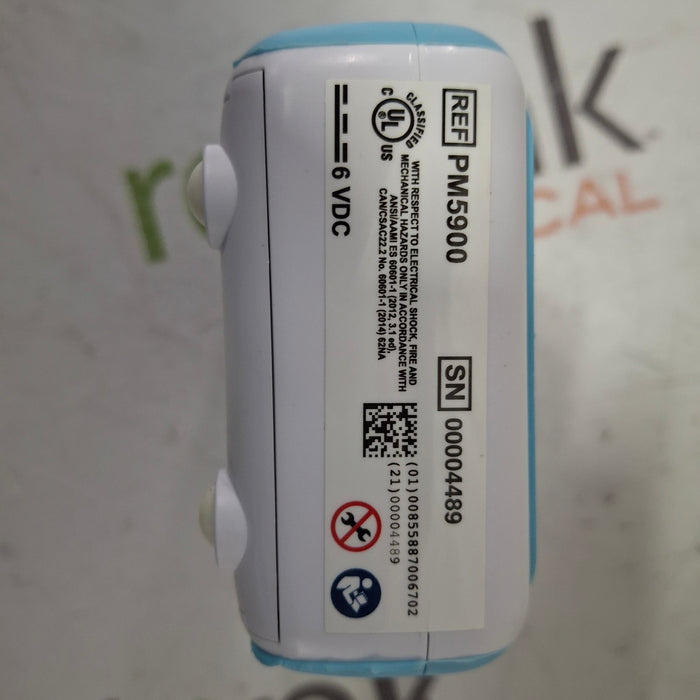 REF PM5900
SN 00004489
CLASSIFIED
C UL US
®
WITH RESPECT TO ELECTRICAL SHOCK, FIRE AND
MECHANICAL HAZARDS ONLY IN ACCORDANCE WITH
ANSI/AAMI ES 60601-1 (2012, 3.1 ed),
CAN/CSAC22.2 No. 60601-1 (2014) 62NA
6 VDC
(01)00855887006702
(21)00004489